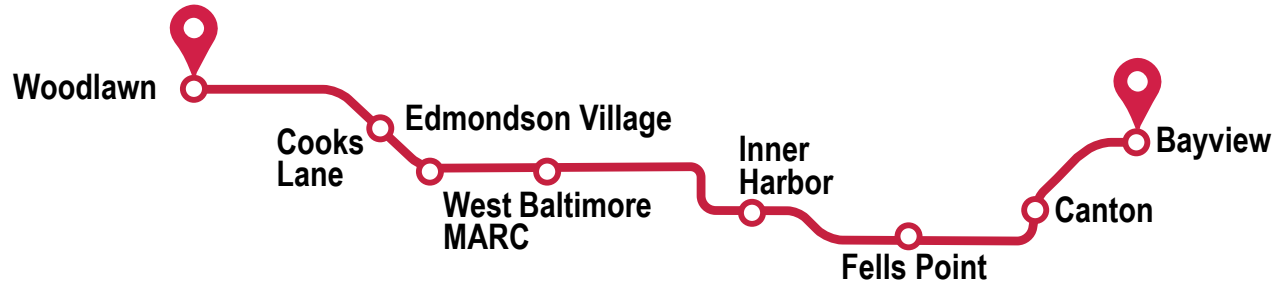 Woodlawn
Cooks
Lane
Edmondson Village
West Baltimore
MARC
Inner
Harbor
Fells Point
Canton
Bayview